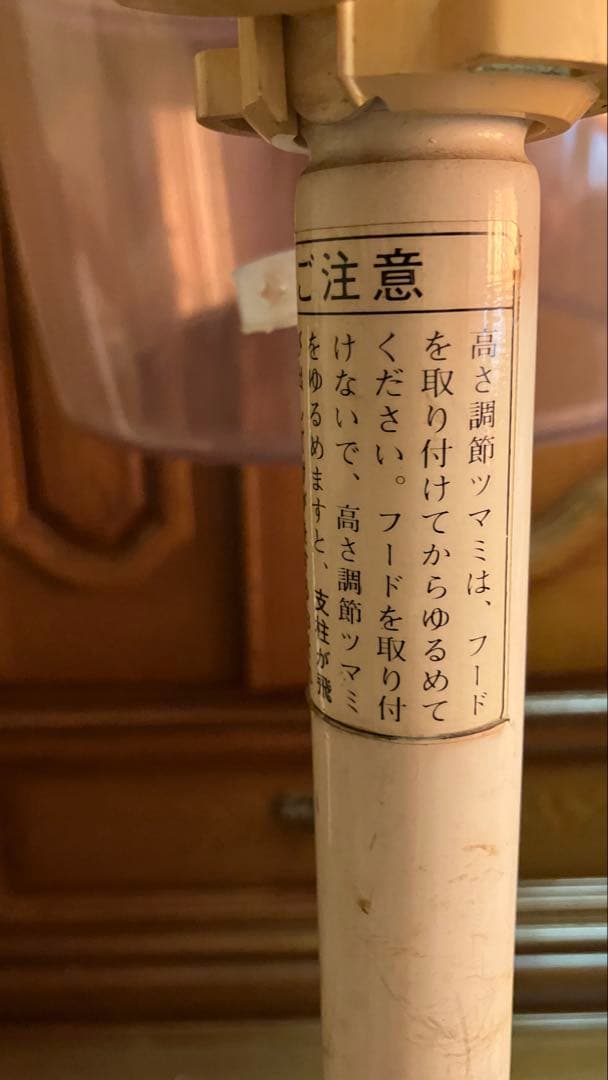 ご注意
高さ調節ツマミは、フード
を取り付けてからゆるめて
ください。フードを取り付
けないで、高さ調節ツマミ
をゆるめますと、支柱が飛